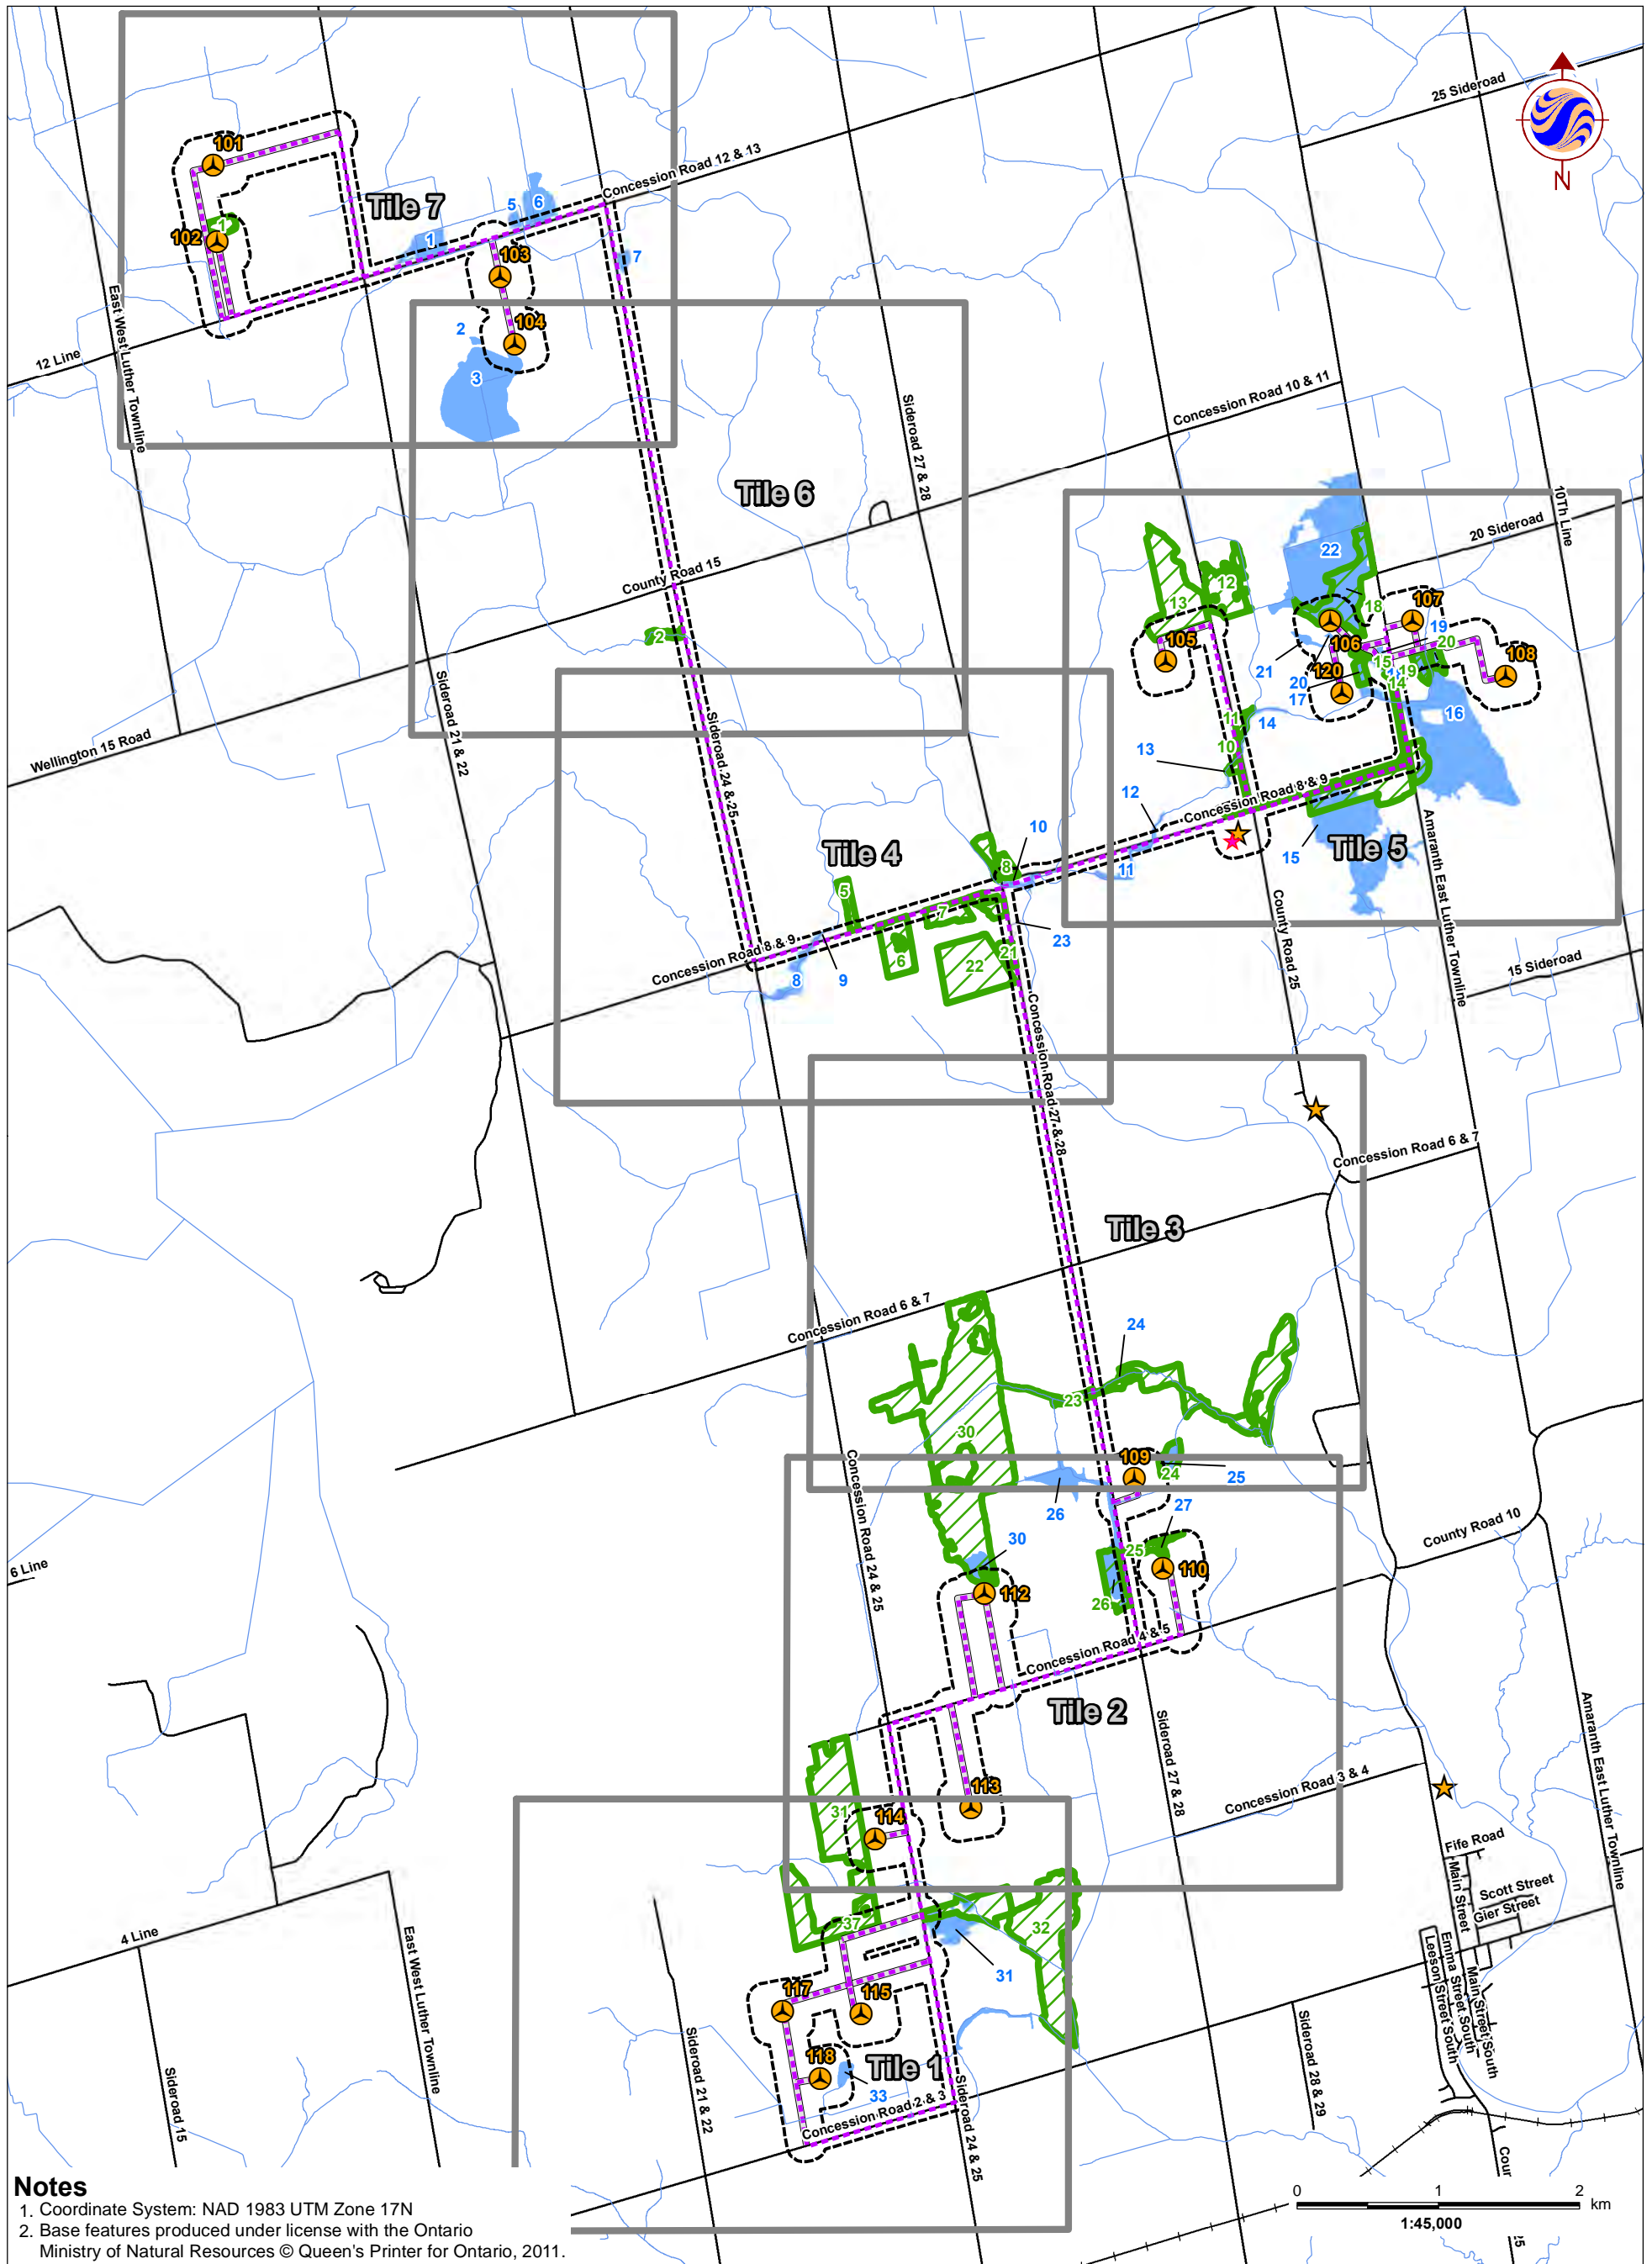 25 Sideroad
N
101
Concession Road 12 & 13
Tile 7
5
6
1
102
1
103
7
East West Luther Townline
2
104
12 Line
3
Concession Road 10 & 11
Sideroad 27 & 28
Tile 6
10Th Line
20 Sideroad
22
County Road 15
12
13
18
107
19
2
105
106
15
20
21
120
108
20
19
17
14
16
Sideroad 21 & 22
Sideroad 24 & 25
11
14
Wellington 15 Road
13
10
12
Concession Road 8 & 9
10
Tile 4
15
Tile 5
8
11
5
Amaranth East Luther Townline
7
23
County Road 25
Concession Road 8 & 9
6
22
21
8
9
15 Sideroad
Concession Road 27 & 28
Concession Road 6 & 7
Tile 3
Concession Road 6 & 7
24
23
30
109
24
25
Concession Road 24 & 25
26
27
County Road 10
30
25
110
6 Line
112
26
Concession Road 4 & 5
Tile 2
Sideroad 27 & 28
Amaranth East Luther Townline
Concession Road 3 & 4
113
31
114
Fife Road
Main Street
Scott Street
Gier Street
37
32
4 Line
East West Luther Townline
31
Leeson Street South
Emma Street South
Main Street South
117
115
Sideroad 21 & 22
Sideroad 28 & 29
118
Tile 1
33
Sideroad 15
Concession Road 2 & 3
Sideroad 24 & 25
Cour
Notes
1. Coordinate System: NAD 1983 UTM Zone 17N
2. Base features produced under license with the Ontario
Ministry of Natural Resources © Queen's Printer for Ontario, 2011.
0 1 2
km
1:45,000